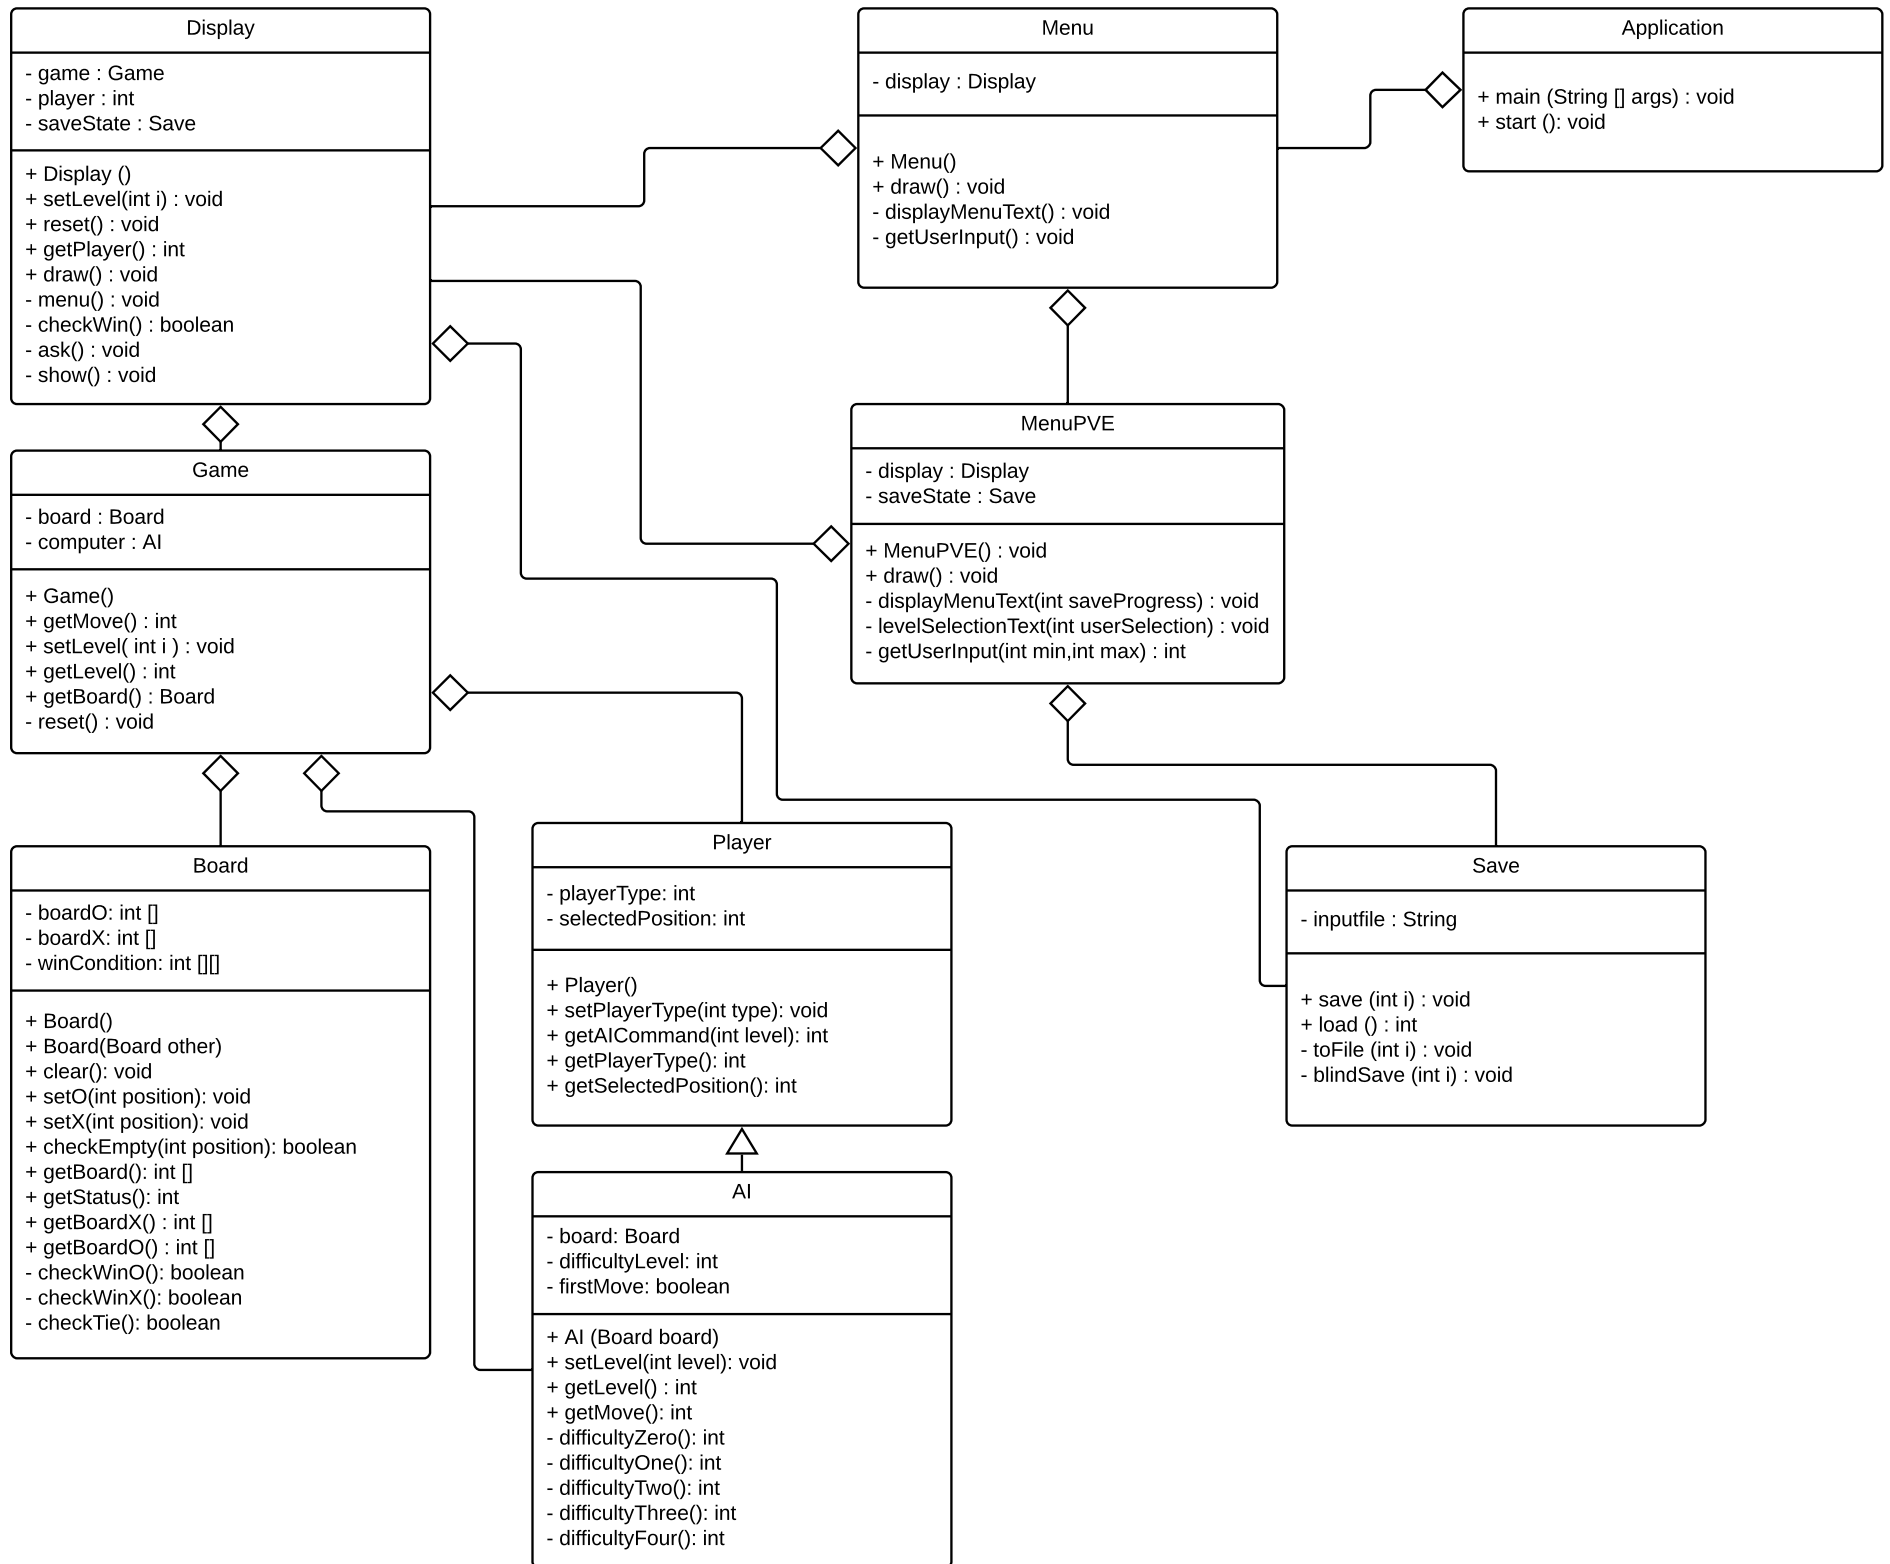 Display
- game : Game
- player : int
- saveState : Save
+ Display ()
+ setLevel(int i) : void
+ reset() : void
+ getPlayer() : int
+ draw() : void
- menu() : void
- checkWin() : boolean
- ask() : void
- show() : void
Menu
- display : Display
+ Menu()
+ draw() : void
- displayMenuText() : void
- getUserInput() : void
Application
+ main (String [] args) : void
+ start (): void
Game
- board : Board
- computer : AI
+ Game()
+ getMove() : int
+ setLevel( int i ) : void
+ getLevel() : int
+ getBoard() : Board
- reset() : void
MenuPVE
- display : Display
- saveState : Save
+ MenuPVE() : void
+ draw() : void
- displayMenuText(int saveProgress) : void
- levelSelectionText(int userSelection) : void
- getUserInput(int min,int max) : int
Board
- boardO: int []
- boardX: int []
- winCondition: int [][]
+ Board()
+ Board(Board other)
+ clear(): void
+ setO(int position): void
+ setX(int position): void
+ checkEmpty(int position): boolean
+ getBoard(): int []
+ getStatus(): int
+ getBoardX() : int []
+ getBoardO() : int []
- checkWinO(): boolean
- checkWinX(): boolean
- checkTie(): boolean
Player
- playerType: int
- selectedPosition: int
+ Player()
+ setPlayerType(int type): void
+ getAICommand(int level): int
+ getPlayerType(): int
+ getSelectedPosition(): int
Save
- inputfile : String
+ save (int i) : void
+ load () : int
- toFile (int i) : void
- blindSave (int i) : void
AI
- board: Board
- difficultyLevel: int
- firstMove: boolean
+ AI (Board board)
+ setLevel(int level): void
+ getLevel() : int
+ getMove(): int
- difficultyZero(): int
- difficultyOne(): int
- difficultyTwo(): int
- difficultyThree(): int
- difficultyFour(): int